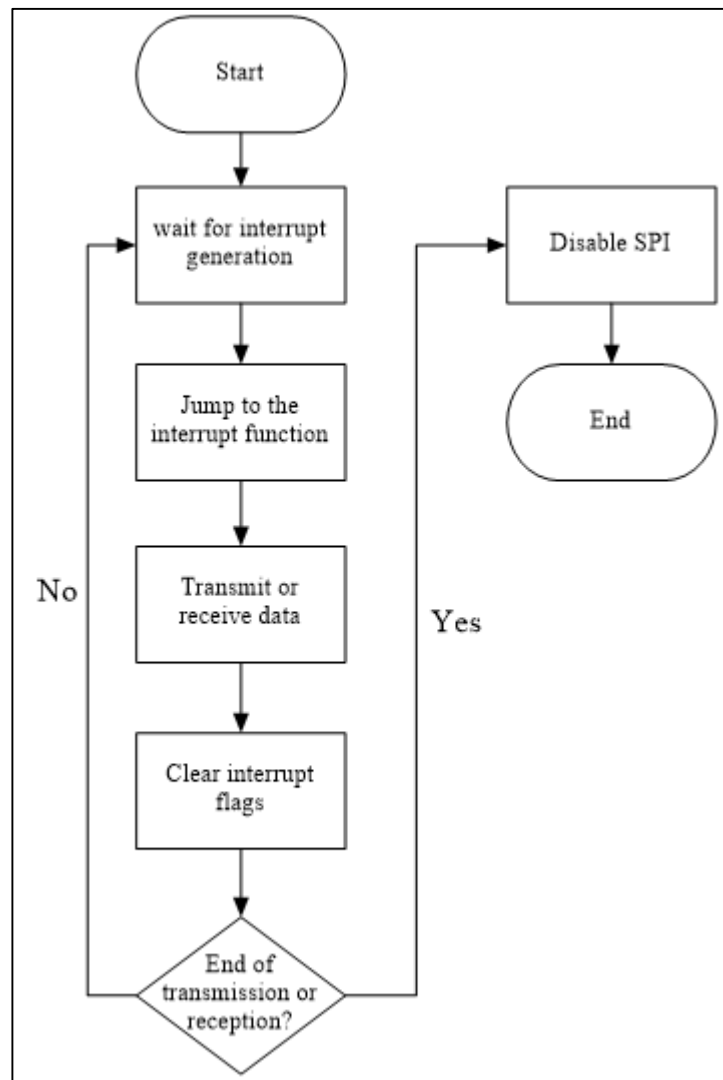 Start
wait for interrupt
generation
Jump to the
interrupt function
Transmit or
receive data
Clear interrupt
flags
End of
transmission or
reception?
No
Yes
Disable SPI
End